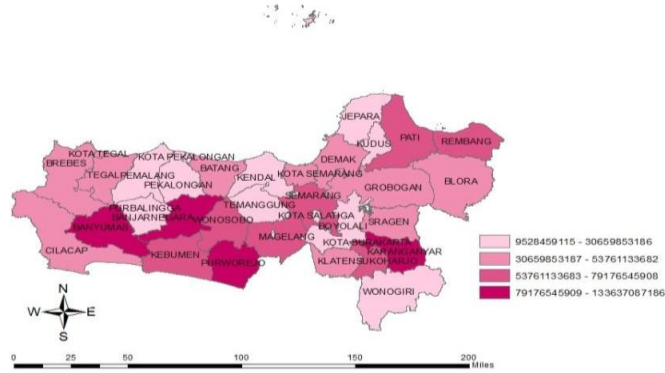 JEPARA
KUDUS
PATI
REMBANG
KOTA TEGAL
KOTA PEKALONGAN
BREBES
BATANG
DEMAK
TEGAL
PEMALANG
KENDAL
KOTA SEMARANG
PEKALONGAN
GROBOGAN
BLORA
SEMARANG
PURBALINGGA
TEMANGGUNG
BANJARNEGARA
WONOSOBO
KOTA SALATIGA
SRAGEN
BANYUMAS
BOYOLALI
MAGELANG
KOTA SURAKARTA
CILACAP
KEBUMEN
PURWOREJO
KARANGANYAR
KLATEN
SUKOHARJO
WONOGIRI
9528459115 - 30659853186
30659853187 - 53761133682
53761133683 - 79176545908
79176545909 - 133637087186
N
W
E
S
0 25 50 100 150 200
Miles